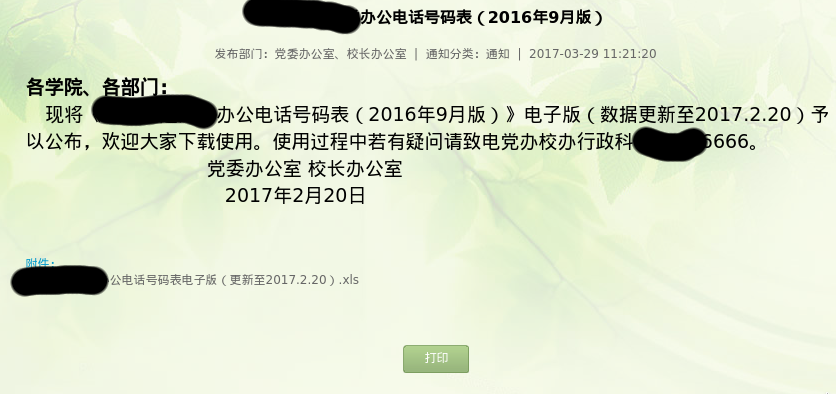 办公电话号码表（2016年9月版）
发布部门：党委办公室、校长办公室 | 通知分类：通知 | 2017-03-29 11:21:20
各学院、各部门：
现将《办公电话号码表（2016年9月版）》电子版（数据更新至2017.2.20）予
以公布，欢迎大家下载使用。使用过程中若有疑问请致电党办校办行政科5666。
党委办公室 校长办公室
2017年2月20日
附件：
公电话号码表电子版（更新至2017.2.20）.xls
打印